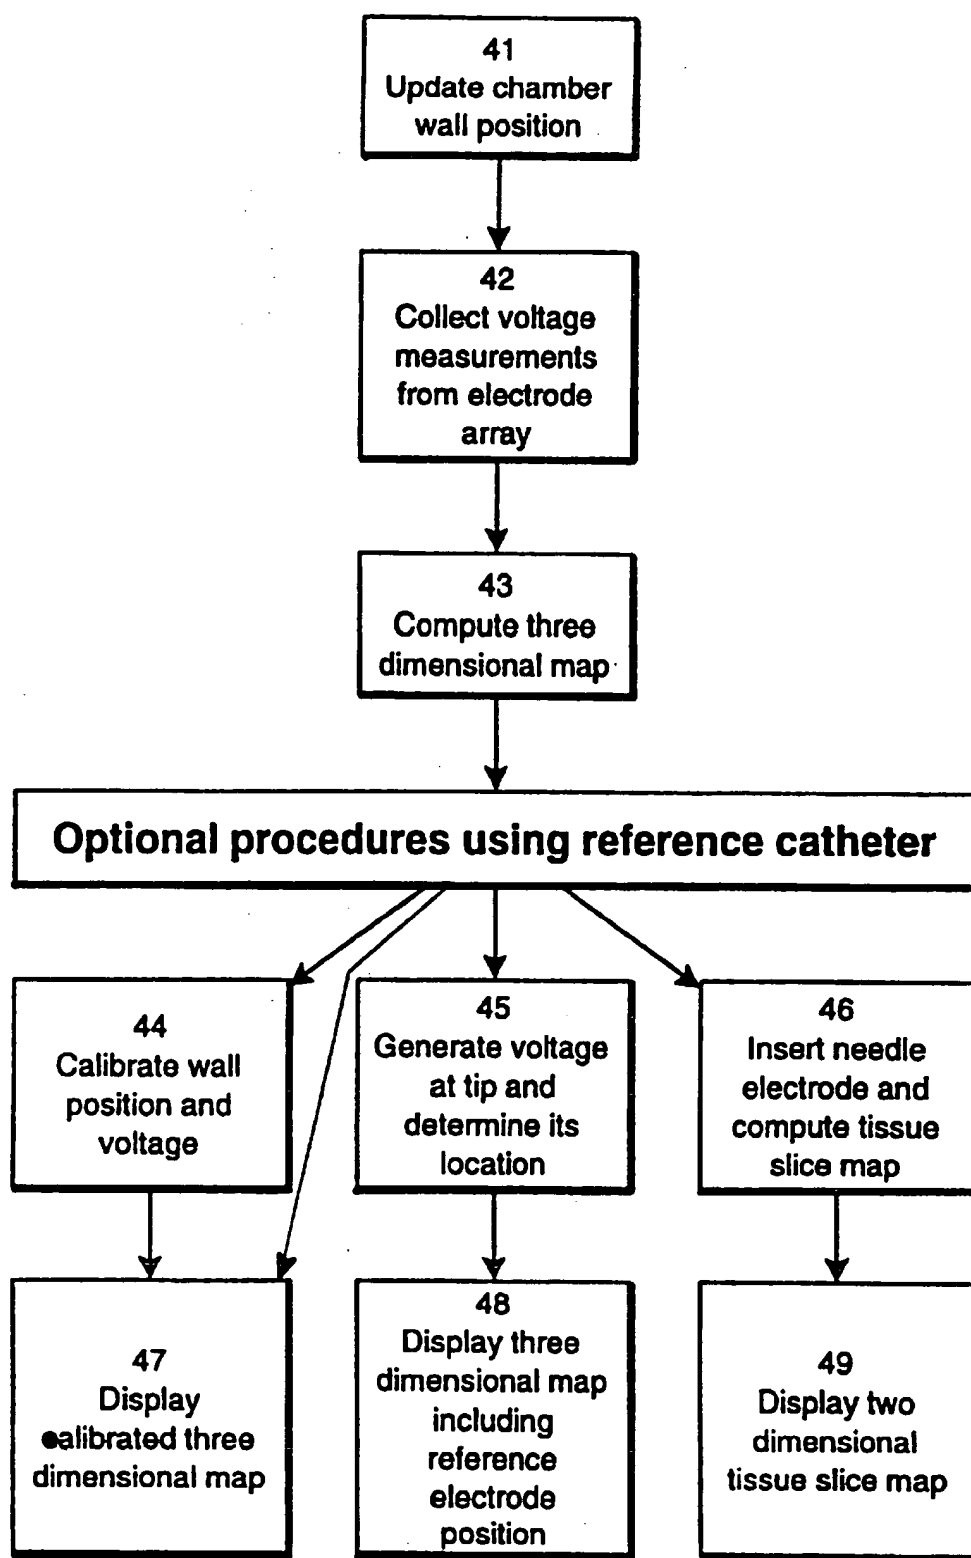 41
Update chamber
wall position
42
Collect voltage
measurements
from electrode
array
43
Compute three
dimensional map
Optional procedures using reference catheter
44
Calibrate wall
position and
voltage
45
Generate voltage
at tip and
determine its
location
46
Insert needle
electrode and
compute tissue
slice map
47
Display
calibrated three
dimensional map
48
Display three
dimensional map
including
reference
electrode
position
49
Display two
dimensional
tissue slice map